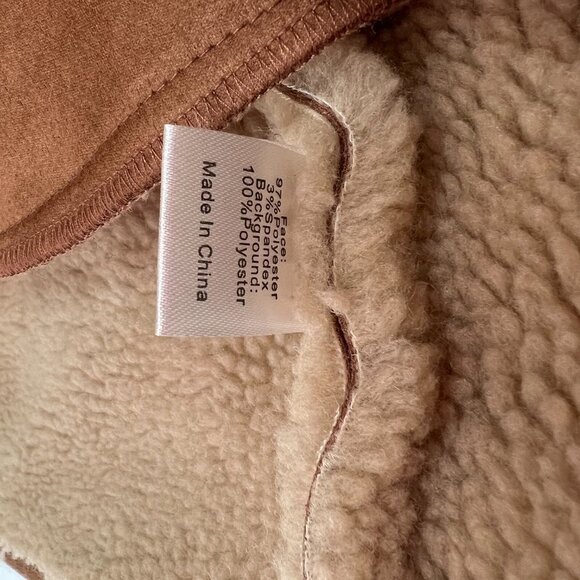 Face:
97%Polyester
3%Spandex
Background:
100%Polyester
Made In China